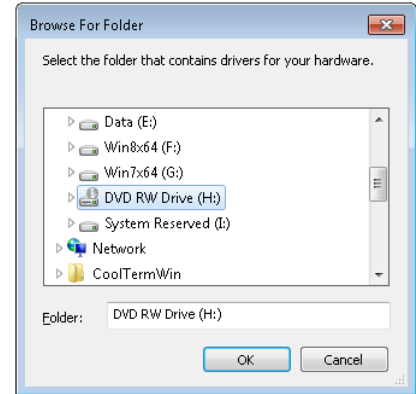 Browse For Folder
Select the folder that contains drivers for your hardware.
Data (E:)
Win8x64 (F:)
Win7x64 (G:)
DVD RW Drive (H:)
System Reserved (I:)
Network
CoolTermWin
Folder: DVD RW Drive (H:)
OK Cancel